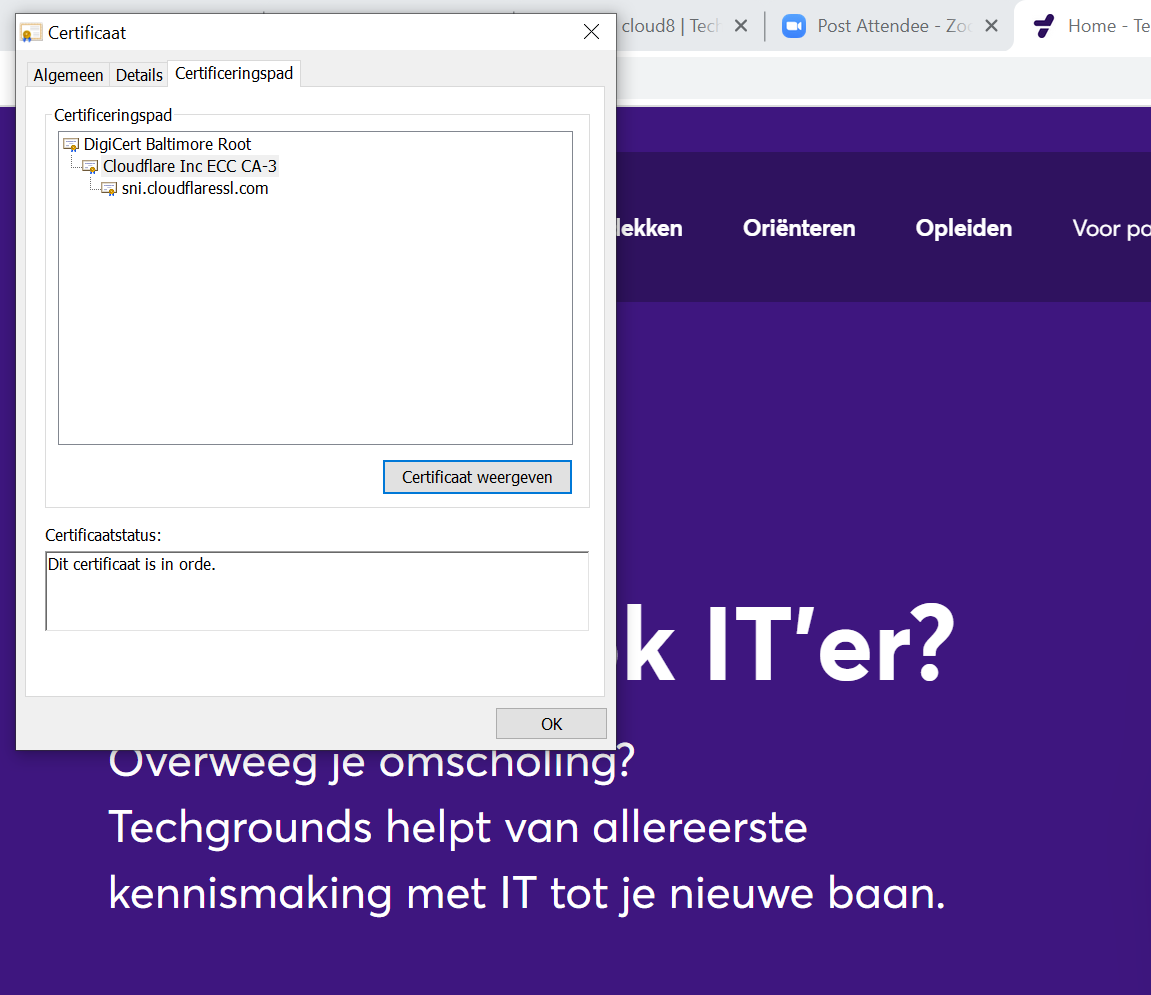 Certificaat
cloud8 | Tech
Post Attendee - Zoo
Home - Te
Algemeen
Details
Certificeringspad
Certificeringspad
DigiCert Baltimore Root
Cloudflare Inc ECC CA-3
sni.cloudflaressl.com
lekken
Oriënteren
Opleiden
Voor po
Certificaat weergeven
Certificaatstatus:
Dit certificaat is in orde.
k IT'er?
OK
Overweeg je omscholing?
Techgrounds helpt van allereerste
kennismaking met IT tot je nieuwe baan.